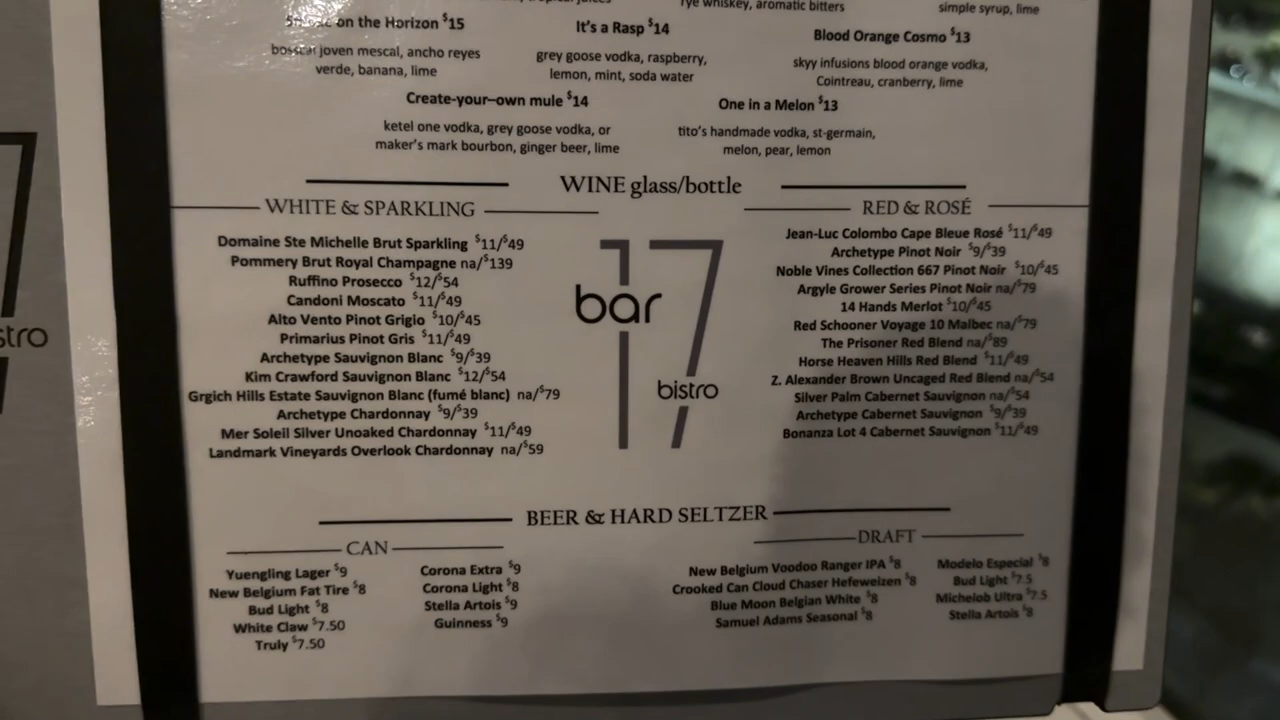 rye whiskey, aromatic bitters
simple syrup, lime
on the Horizon $15
It's a Rasp $14
Blood Orange Cosmo $13
joven mescal, ancho reyes
verde, banana, lime
grey goose vodka, raspberry,
lemon, mint, soda water
skyy infusions blood orange vodka,
Cointreau, cranberry, lime
Create-your–own mule $14
One in a Melon $13
ketel one vodka, grey goose vodka, or
maker's mark bourbon, ginger beer, lime
tito's handmade vodka, st-germain,
melon, pear, lemon
WINE glass/bottle
WHITE & SPARKLING
Domaine Ste Michelle Brut Sparkling $11/$49
Pommery Brut Royal Champagne na/$139
Ruffino Prosecco $12/$54
Candoni Moscato $11/$49
Alto Vento Pinot Grigio $10/$45
Primarius Pinot Gris $11/$49
Archetype Sauvignon Blanc $9/$39
Kim Crawford Sauvignon Blanc $12/$54
Grgich Hills Estate Sauvignon Blanc (fumé blanc) na/$79
Archetype Chardonnay $9/$39
Mer Soleil Silver Unoaked Chardonnay $11/$49
Landmark Vineyards Overlook Chardonnay na/$59
17
bar
bistro
RED & ROSÉ
Jean-Luc Colombo Cape Bleue Rosé $11/$49
Archetype Pinot Noir $9/$39
Noble Vines Collection 667 Pinot Noir $10/$45
Argyle Grower Series Pinot Noir na/$79
14 Hands Merlot $10/$45
Red Schooner Voyage 10 Malbec na/$79
The Prisoner Red Blend na/$89
Horse Heaven Hills Red Blend $11/$49
Z. Alexander Brown Uncaged Red Blend na/$54
Silver Palm Cabernet Sauvignon na/$54
Archetype Cabernet Sauvignon $9/$39
Bonanza Lot 4 Cabernet Sauvignon $11/$49
BEER & HARD SELTZER
CAN
Yuengling Lager $9
New Belgium Fat Tire $8
Bud Light $8
White Claw $7.50
Truly $7.50
Corona Extra $9
Corona Light $8
Stella Artois $9
Guinness $9
DRAFT
New Belgium Voodoo Ranger IPA $8
Crooked Can Cloud Chaser Hefeweizen $8
Blue Moon Belgian White $8
Samuel Adams Seasonal $8
Modelo Especial $8
Bud Light $7.5
Michelob Ultra $7.5
Stella Artois $8